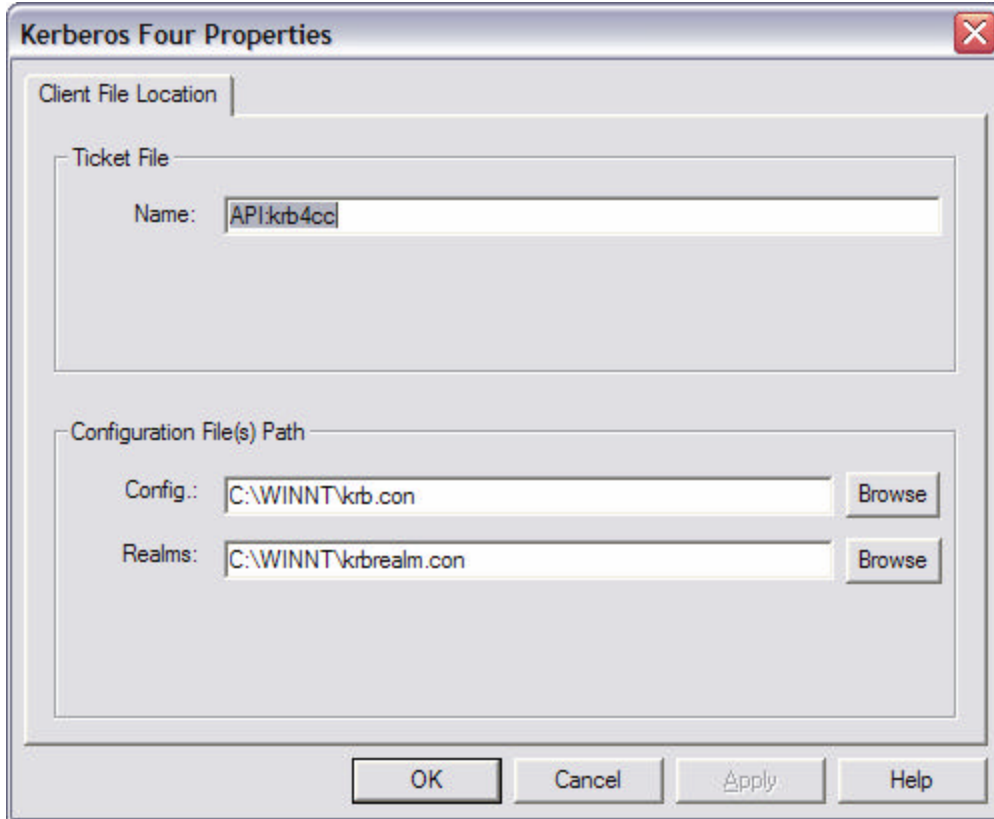 Kerberos Four Properties
Client File Location
Ticket File
Name: API:krb4cc
Configuration File(s) Path
Config.: C:\WINNT\krb.con Browse
Realms: C:\WINNT\krbrealm.con Browse
OK Cancel Apply Help